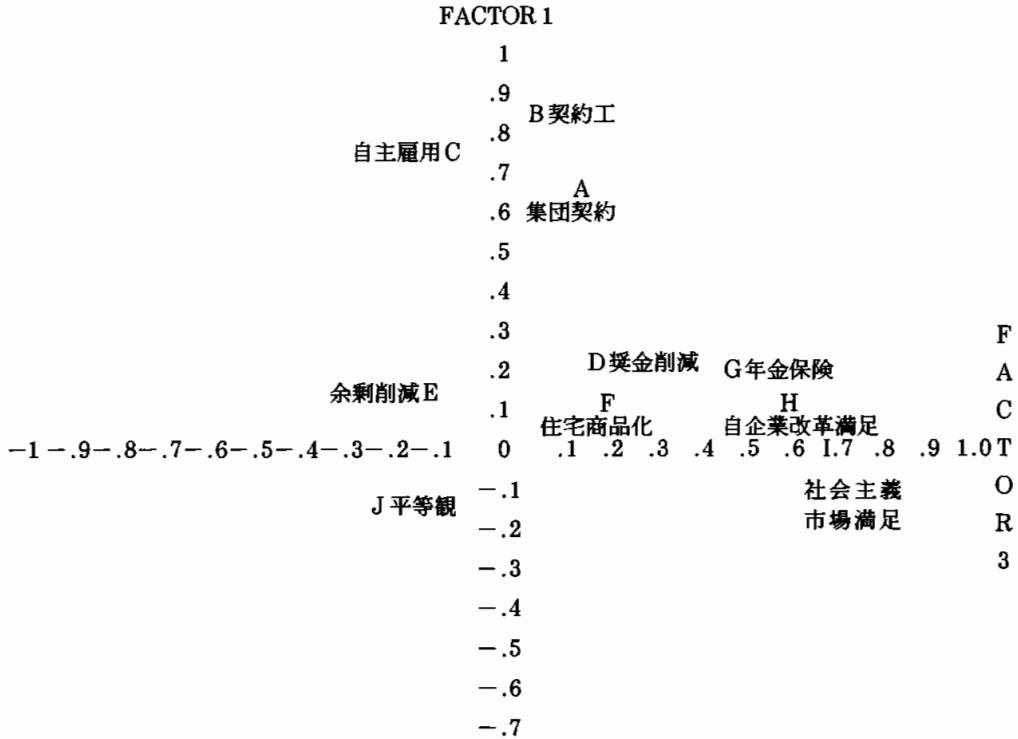 FACTOR 1
1
.9
B契約工
.8
自主雇用C
.7
A
.6 集団契約
.5
.4
.3
F
D奨金削減
.2
G年金保険
A
余剰削減E
F
H
.1
C
住宅商品化
自企業改革満足
-1 -.9-.8-.7-.6-.5-.4-.3-.2-.1 0 .1 .2 .3 .4 .5 .6 I.7 .8 .9 1.0 T
-.1
社会主義
O
J平等観
-.2
市場満足
R
-.3
3
-.4
-.5
-.6
-.7